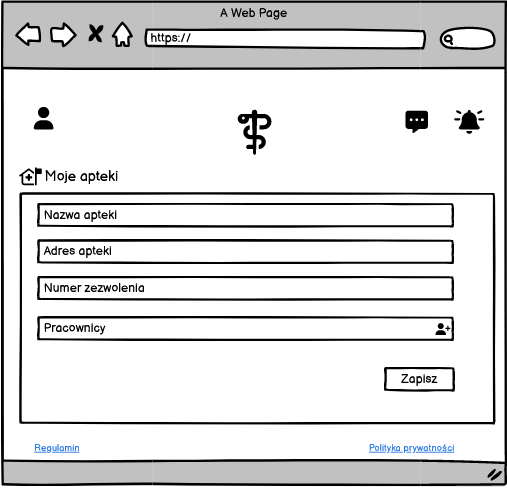 A Web Page
https://
Moje apteki
Nazwa apteki
Adres apteki
Numer zezwolenia
Pracownicy
Zapisz
Regulamin
Polityka prywatności